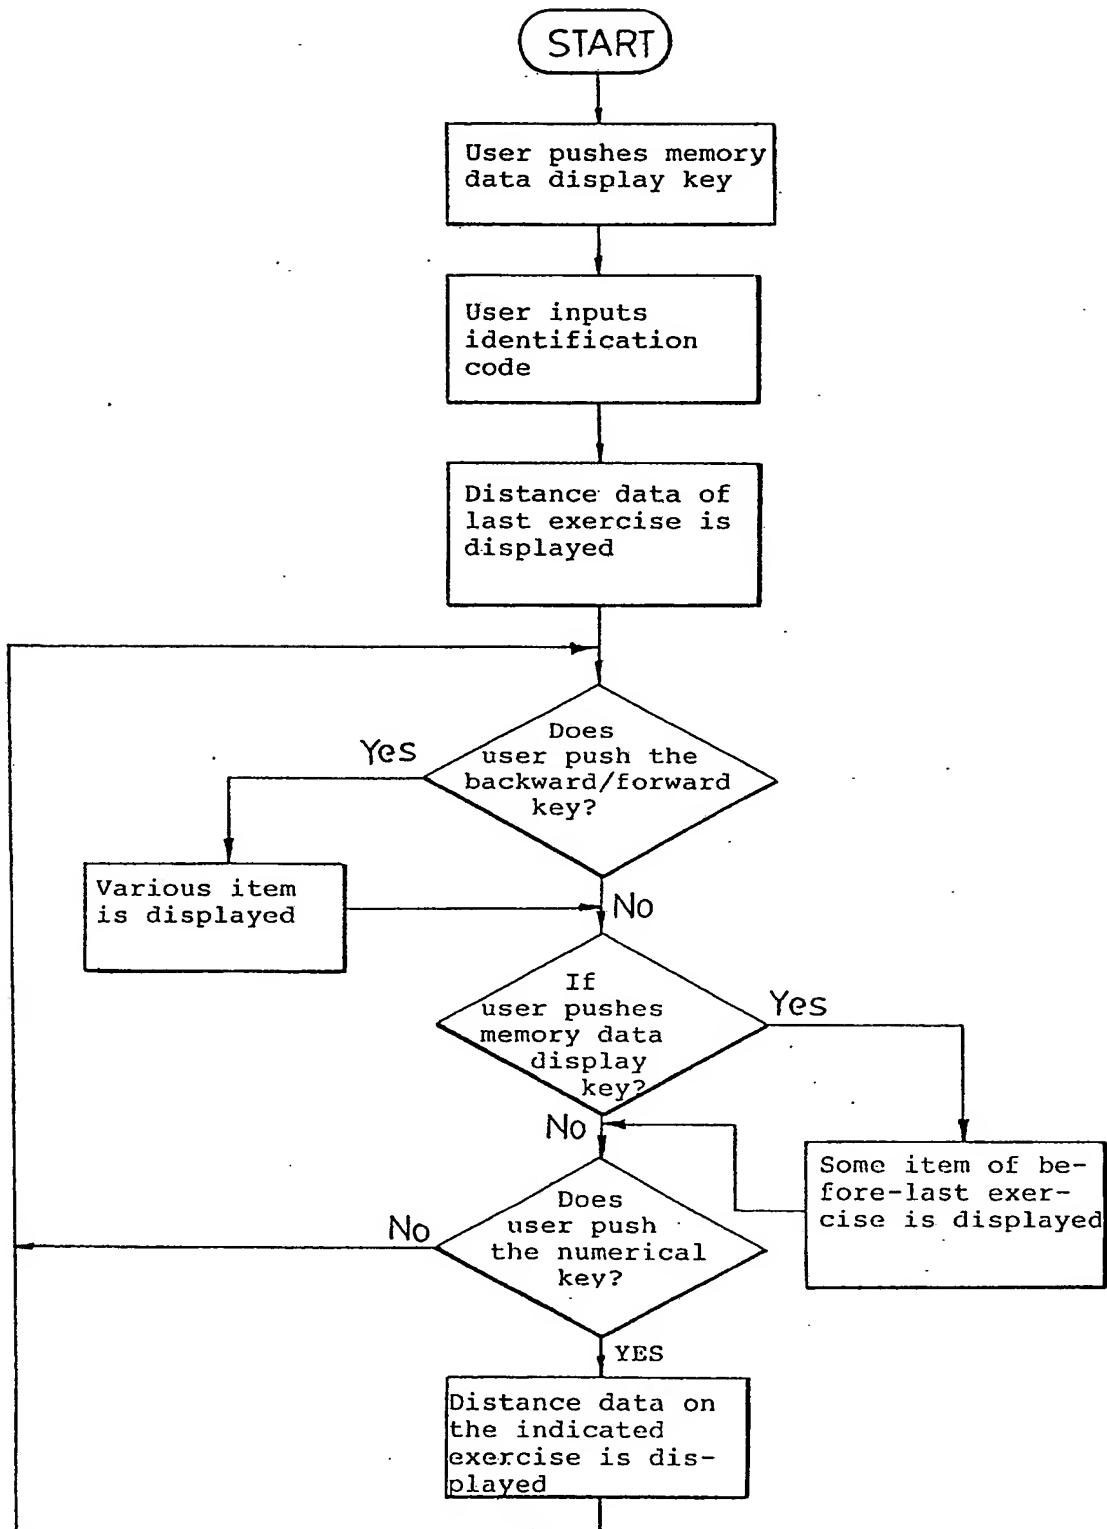 START
User pushes memory
data display key
User inputs
identification
code
Distance data of
last exercise is
displayed
Does
user push the
backward/forward
key?
Yes
Various item
is displayed
No
If
user pushes
memory data
display
key?
Yes
No
Some item of be-
fore-last exer-
cise is displayed
Does
user push
the numerical
key?
No
YES
Distance data on
the indicated
exercise is dis-
played